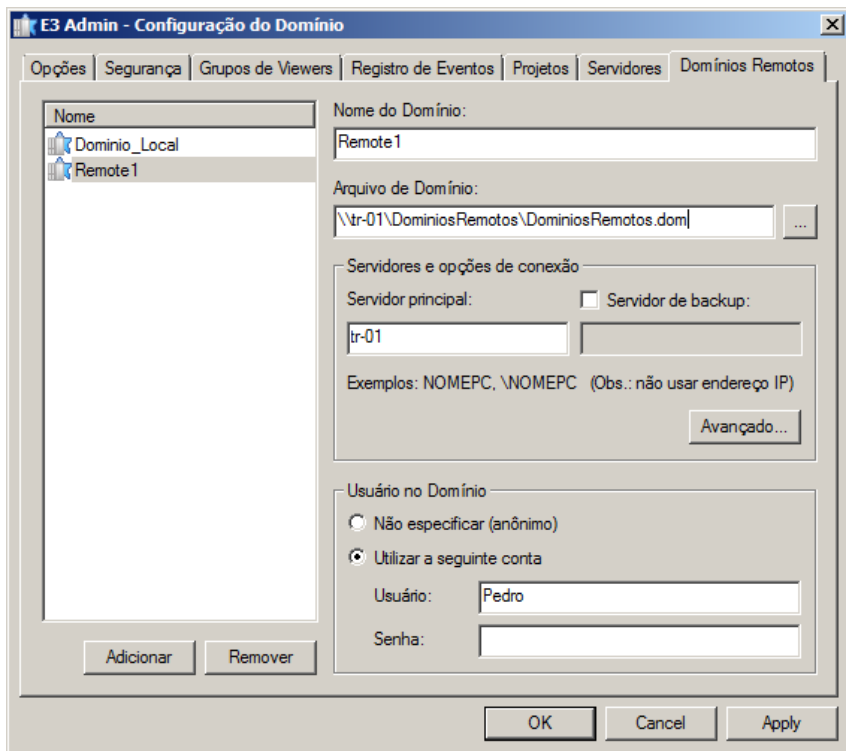 E3 Admin - Configuração do Domínio
Opções Segurança Grupos de Viewers Registro de Eventos Projetos Servidores Domínios Remotos
Nome
Dominio_Local
Remote1
Nome do Domínio:
Remote1
Arquivo de Domínio:
\\tr-01\DominiosRemotos\DominiosRemotos.dom
...
Servidores e opções de conexão
Servidor principal:
Servidor de backup:
tr-01
Exemplos: NOMEPC, \NOMEPC (Obs.: não usar endereço IP)
Avançado...
Usuário no Domínio
Não especificar (anônimo)
Utilizar a seguinte conta
Usuário:
Pedro
Senha:
Adicionar
Remover
OK
Cancel
Apply